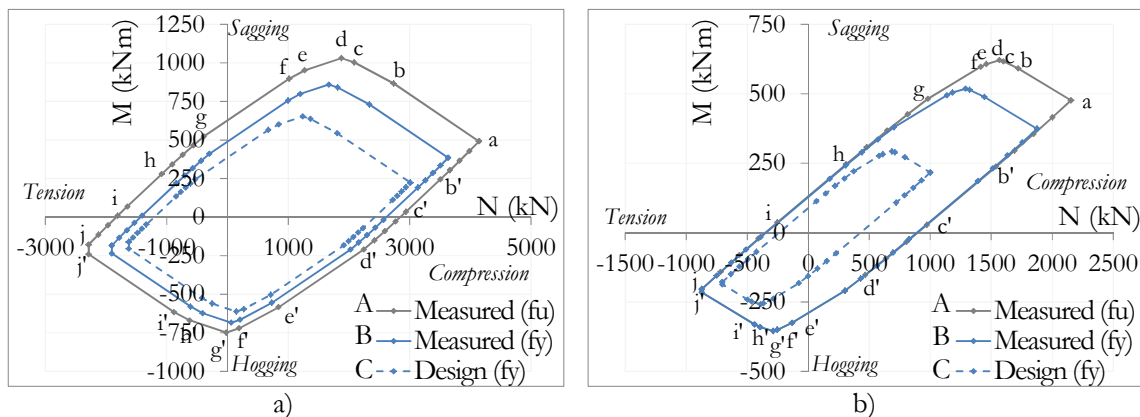 1250
Sagging
1000
750
500
250
0
-250
-500
-750
-1000
M (kNm)
Tension
N (kN)
-3000
-1000
1000
3000
5000
Compression
Hogging
a
b
c
d
e
f
g
h
i
j
j'
i'
h'
g'
f'
e'
d'
c'
b'
A Measured (fu)
B Measured (fy)
C Design (fy)
a)
750
Sagging
500
250
0
-250
-500
M (kNm)
Tension
N (kN)
-1500
-1000
-500
0
500
1000
1500
2000
2500
Compression
Hogging
a
b
c
d
e
f
g
h
i
j
j'
i'
h'
g'
f'
e'
d'
c'
b'
A Measured (fu)
B Measured (fy)
C Design (fy)
b)